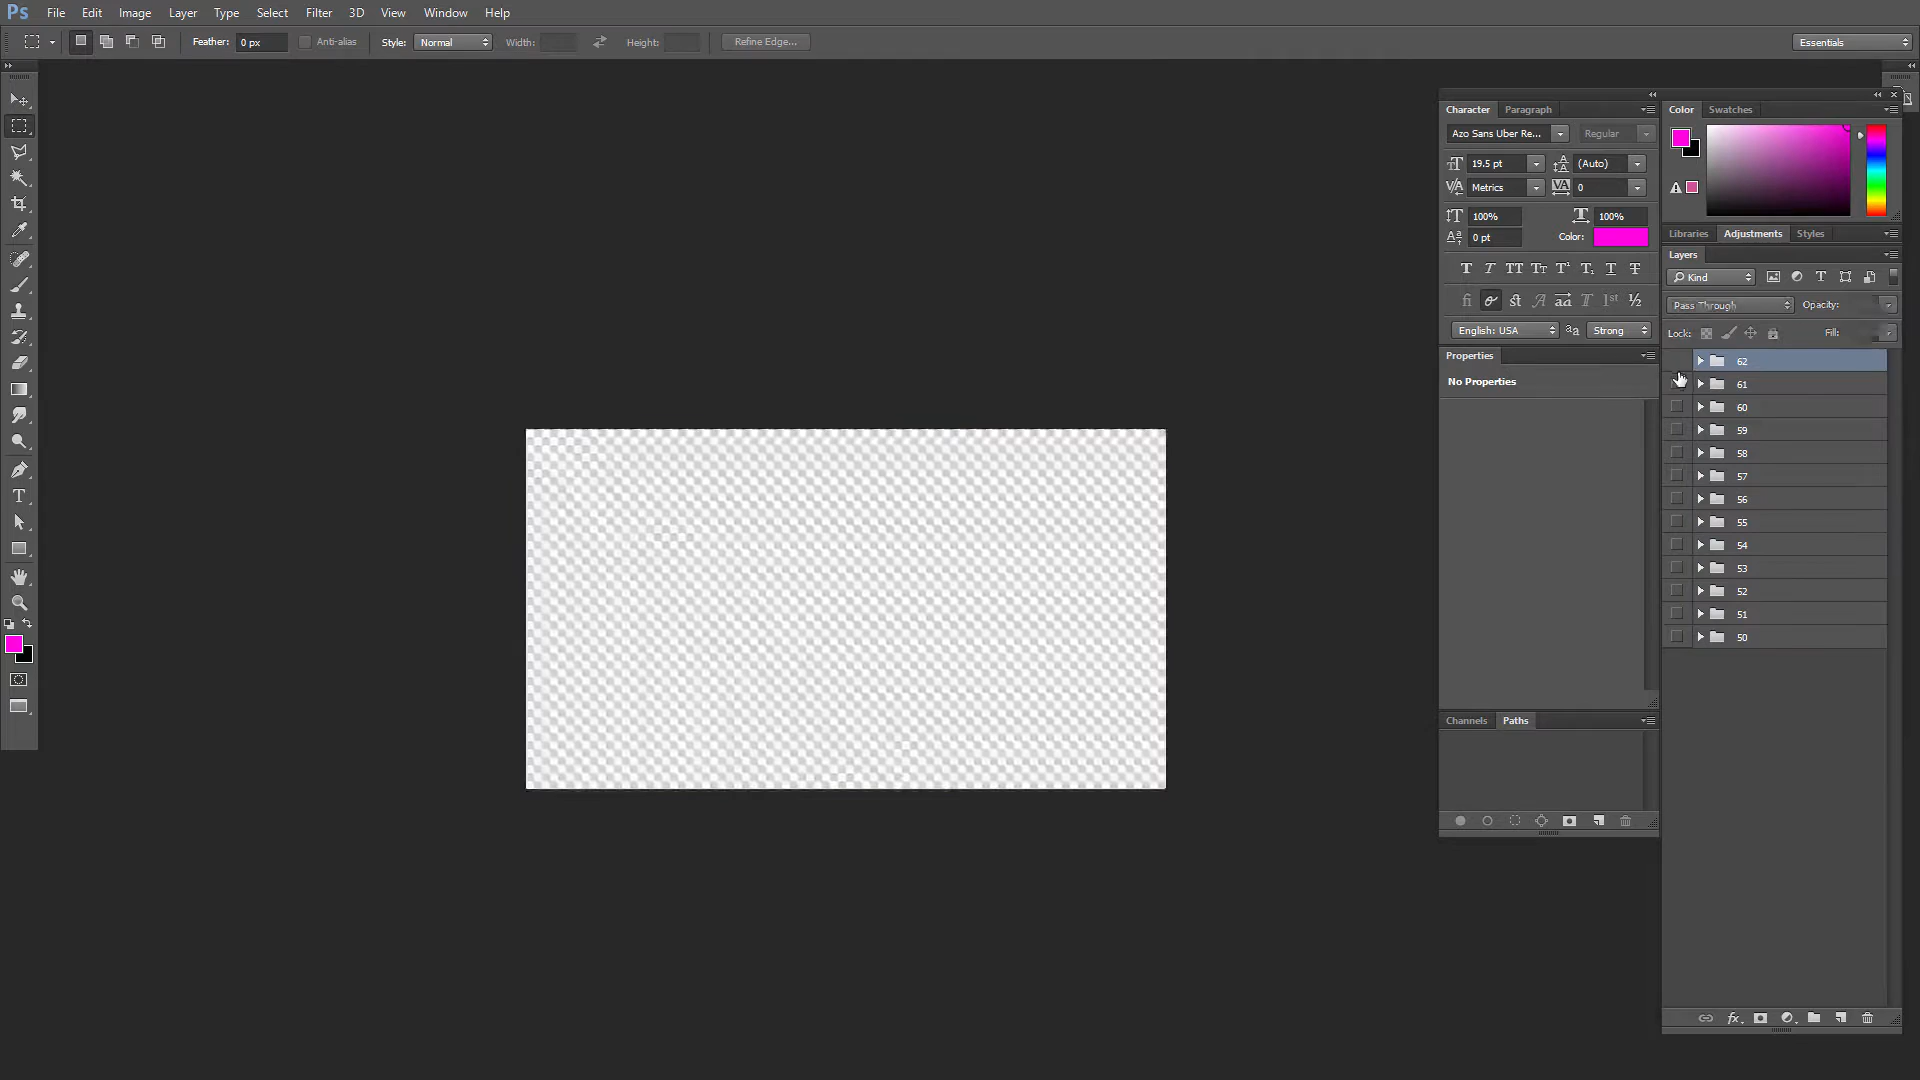 Ps File Edit Image Layer Type Select Filter 3D View Window Help
Feather: 0 px Anti-alias Style: Normal Width: Height: Refine Edge... Essentials
Character Paragraph
Azo Sans Uber Re... Regular
19.5 pt (Auto)
Metrics 0
100% 100%
0 pt Color:
English: USA Strong
Properties
No Properties
Channels Paths
Color Swatches
Libraries Adjustments Styles
Layers
Kind
Pass Through Opacity:
Lock: Fill:
62
61
60
59
58
57
56
55
54
53
52
51
50